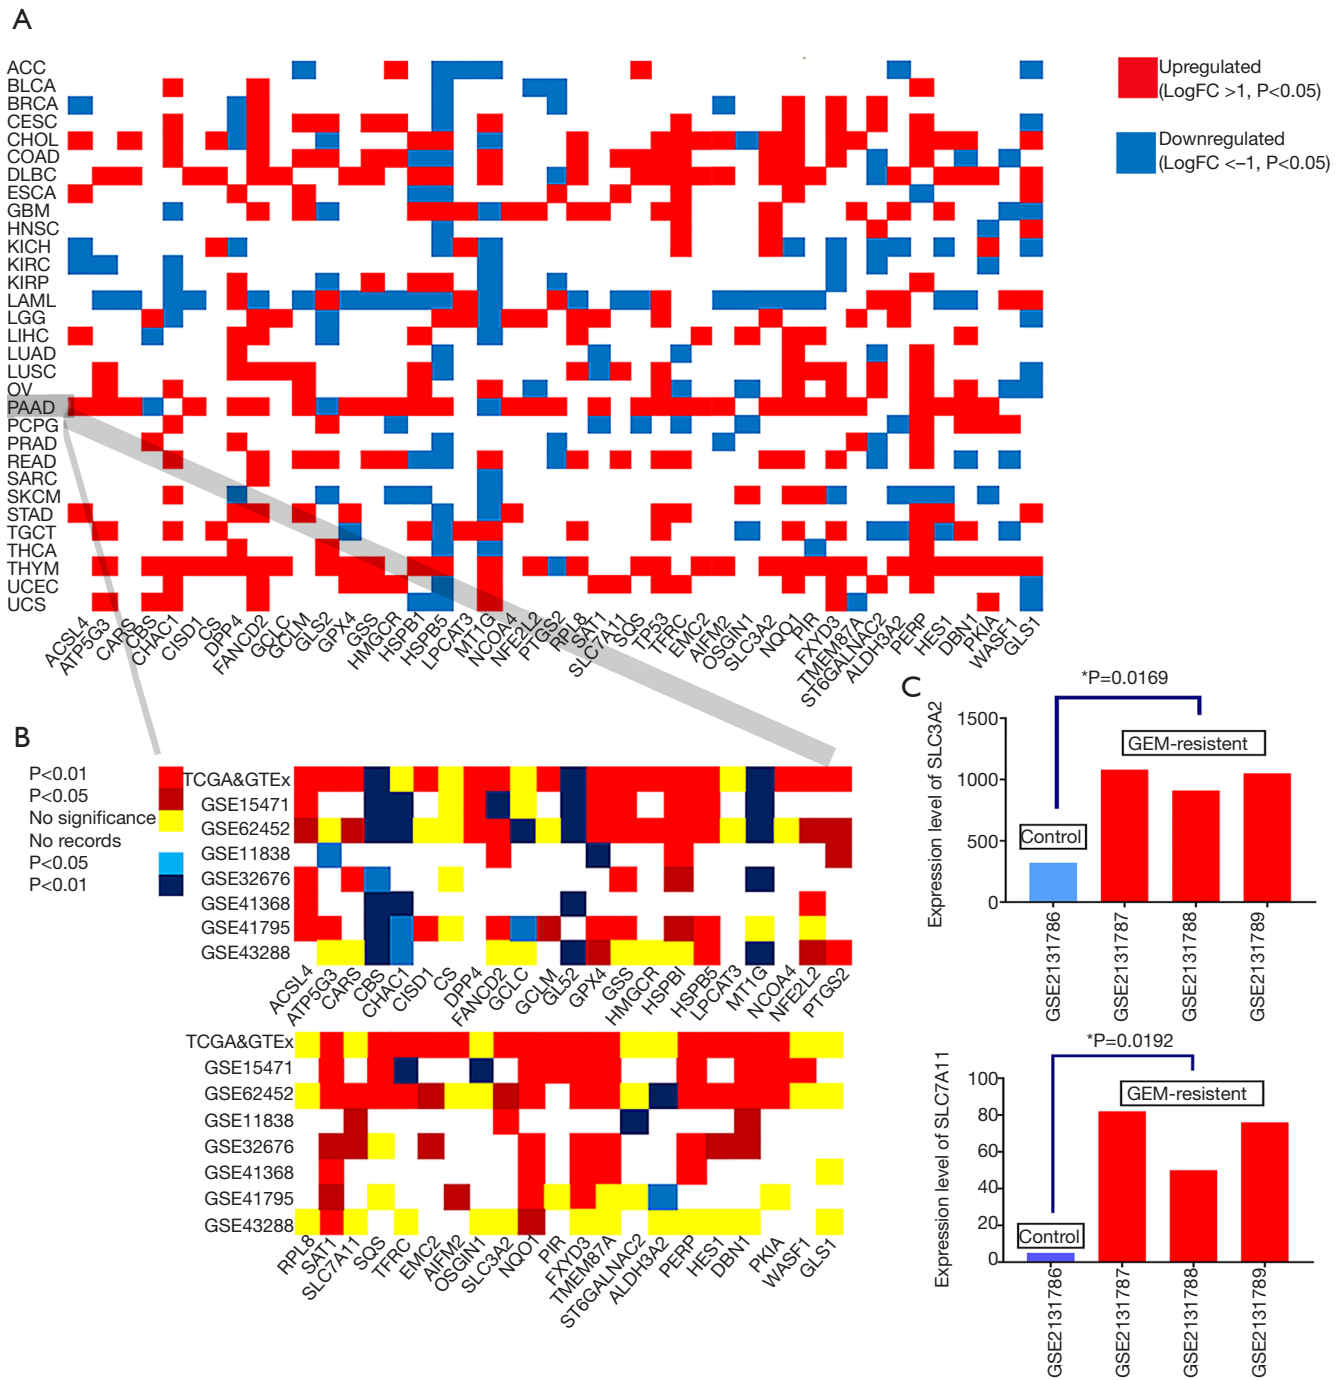 A
ACC
BLCA
BRCA
CESC
CHOL
COAD
DLBC
ESCA
GBM
HNSC
KICH
KIRC
KIRP
LAML
LGG
LIHC
LUAD
LUSC
OV
PAAD
PCPG
PRAD
READ
SARC
SKCM
STAD
TGCT
THCA
THYM
UCEC
UCS
Upregulated
(LogFC >1, P<0.05)
Downregulated
(LogFC <–1, P<0.05)
ACSL4
ATP5G3
CARS
CBS
CHAC1
CISD1
CS
DPP4
FANCD2
GCLC
GCLM
GLS2
GPX4
GSS
HMGCR
HSPB1
HSPB5
LPCAT3
MT1G
NCOA4
NFE2L2
PTGS2
RPL8
SAT1
SLC7A11
SQS
TP53
TFRC
EMC2
AIFM2
OSGIN1
SLC3A2
NQO1
PIR
FXYD3
TMEM87A
ST6GALNAC2
ALDH3A2
PERP
HES1
DBN1
PKIA
WASF1
GLS1
B
P<0.01
P<0.05
No significance
No records
P<0.05
P<0.01
TCGA&GTEx
GSE15471
GSE62452
GSE11838
GSE32676
GSE41368
GSE41795
GSE43288
ACSL4
ATP5G3
CARS
CBS
CHAC1
CISD1
CS
DPP4
FANCD2
GCLC
GCLM
GL52
GPX4
GSS
HMGCR
HSPBI
HSPB5
LPCAT3
MT1G
NCOA4
NFE2L2
PTGS2
TCGA&GTEx
GSE15471
GSE62452
GSE11838
GSE32676
GSE41368
GSE41795
GSE43288
RPL8
SAT1
SLC7A11
SQS
TFRC
EMC2
AIFM2
OSGIN1
SLC3A2
NQO1
PIR
FXYD3
TMEM87A
ST6GALNAC2
ALDH3A2
PERP
HES1
DBN1
PKIA
WASF1
GLS1
C
*P=0.0169
GEM-resistent
Control
Expression level of SLC3A2
1500
1000
500
0
GSE2131786
GSE2131787
GSE2131788
GSE2131789
*P=0.0192
GEM-resistent
Control
Expression level of SLC7A11
100
80
60
40
20
0
GSE2131786
GSE2131787
GSE2131788
GSE2131789